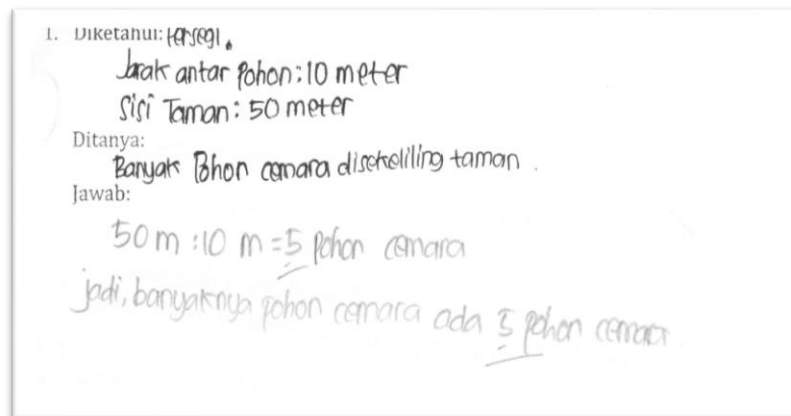 1. Diketahui: Persegi.
Jarak antar Pohon: 10 meter
Sisi Taman: 50 meter
Ditanya:
Banyak Pohon cemara disekeliling taman.
Jawab:
50 m : 10 m = 5 Pohon cemara
jadi, banyaknya pohon cemara ada 5 pohon cemara